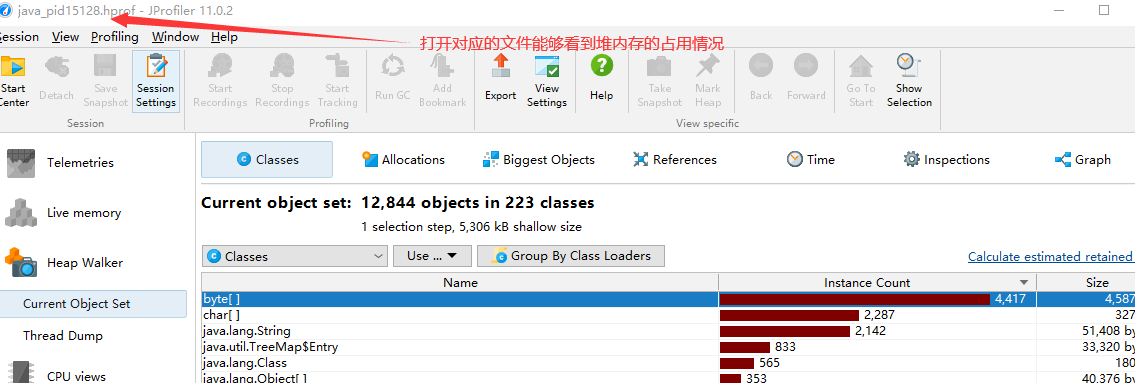 java_pid15128.hprof - JProfiler 11.0.2
Session View Profiling Window Help
打开对应的文件能够看到堆内存的占用情况
Start Center
Detach
Save Snapshot
Session Settings
Start Recordings
Stop Recordings
Start Tracking
Run GC
Add Bookmark
Export
View Settings
Help
Take Snapshot
Mark Heap
Back
Forward
Go To Start
Show Selection
Session
Profiling
View specific
Telemetries
Live memory
Heap Walker
Current Object Set
Thread Dump
CPU views
Classes
Allocations
Biggest Objects
References
Time
Inspections
Graph
Current object set: 12,844 objects in 223 classes
1 selection step, 5,306 kB shallow size
Classes
Use ...
Group By Class Loaders
Calculate estimated retained
Name Instance Count Size
byte[ ] 4,417 4,587
char[ ] 2,287 327
java.lang.String 2,142 51,408 by
java.util.TreeMap$Entry 833 33,320 by
java.lang.Class 565 180
java.lang.Object[ ] 353 40.376 by